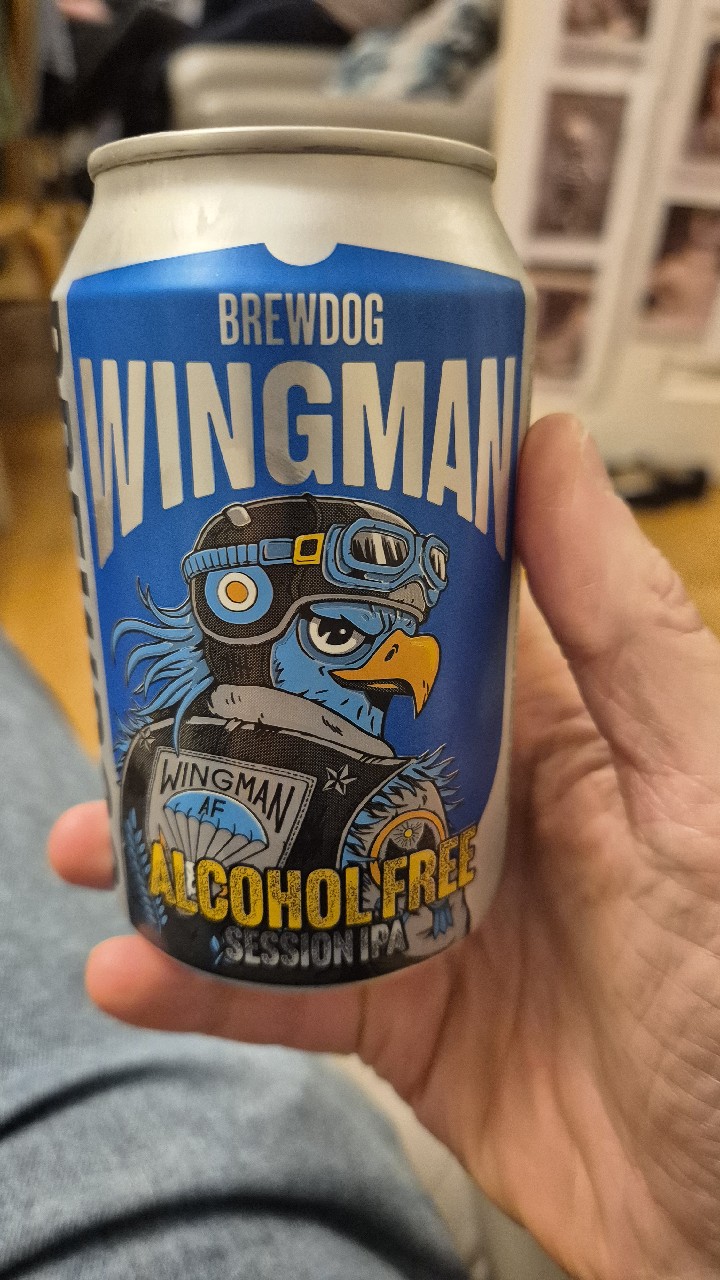 BREWDOG
WINGMAN
WINGMAN
AF
ALCOHOL FREE
SESSION IPA